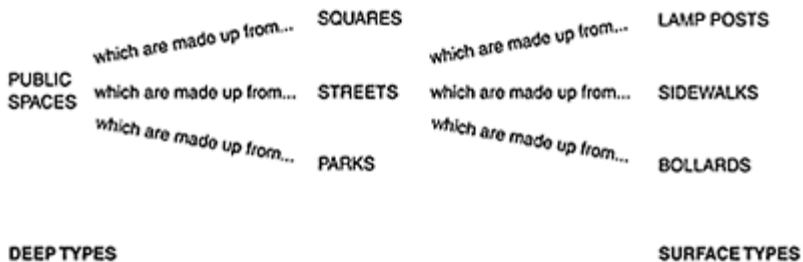 which are made up from... SQUARES which are made up from... LAMP POSTS
PUBLIC
SPACES which are made up from... STREETS which are made up from... SIDEWALKS
which are made up from... PARKS which are made up from... BOLLARDS
DEEP TYPES SURFACE TYPES